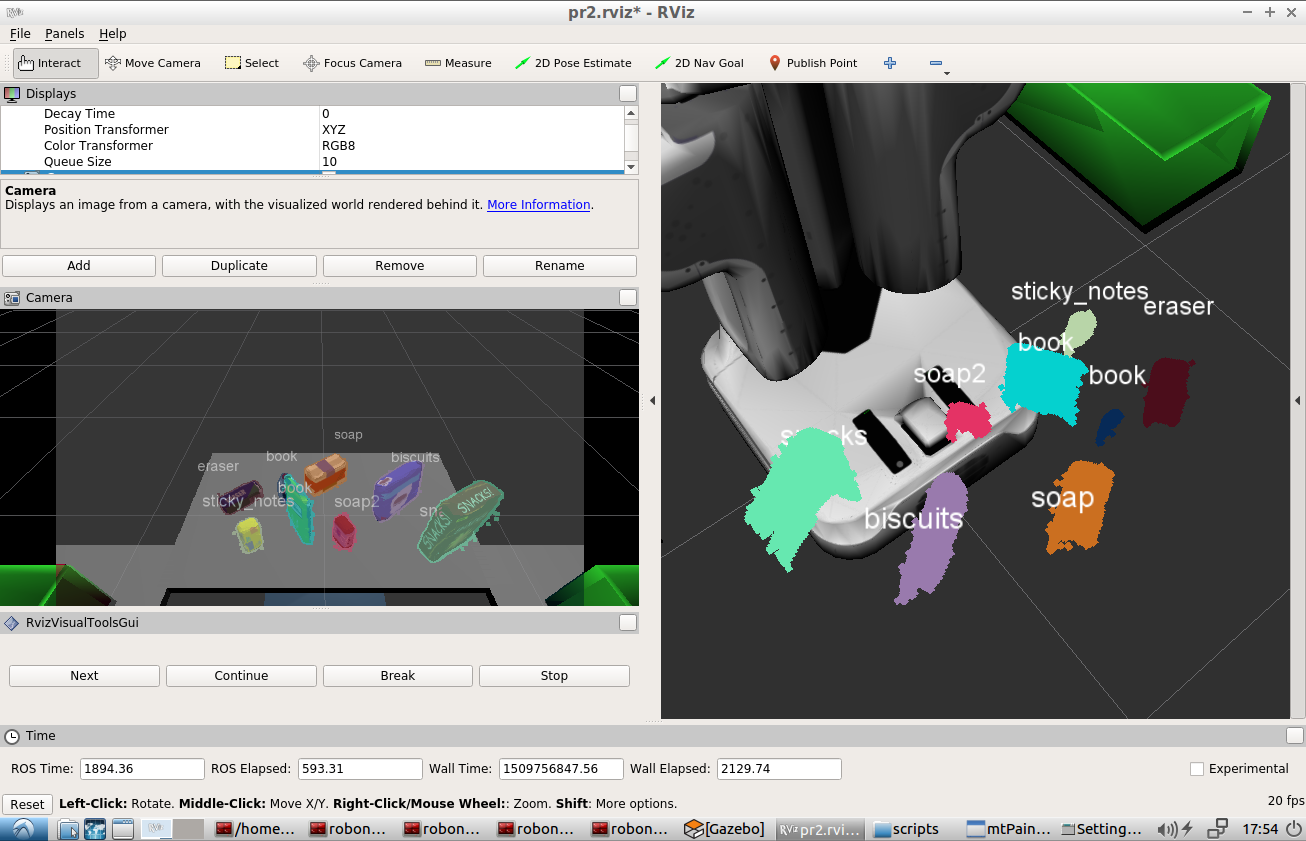 pr2.rviz* - RViz
File Panels Help
Interact Move Camera Select Focus Camera Measure 2D Pose Estimate 2D Nav Goal Publish Point
Displays
Decay Time 0
Position Transformer XYZ
Color Transformer RGB8
Queue Size 10
Camera
Displays an image from a camera, with the visualized world rendered behind it. More Information.
Add Duplicate Remove Rename
Camera
soap
book
biscuits
eraser
book
sticky_notes
soap2
sn
SNACKS!
SNACKS!
RvizVisualToolsGui
Next Continue Break Stop
sticky_notes
eraser
book
soap2
book
snacks
soap
biscuits
Time
ROS Time: 1894.36 ROS Elapsed: 593.31 Wall Time: 1509756847.56 Wall Elapsed: 2129.74 Experimental
Reset Left-Click: Rotate. Middle-Click: Move X/Y. Right-Click/Mouse Wheel:: Zoom. Shift: More options. 20 fps
/home... robon... robon... robon... robon... [Gazebo] pr2.rvi... scripts mtPain... Setting... 17:54